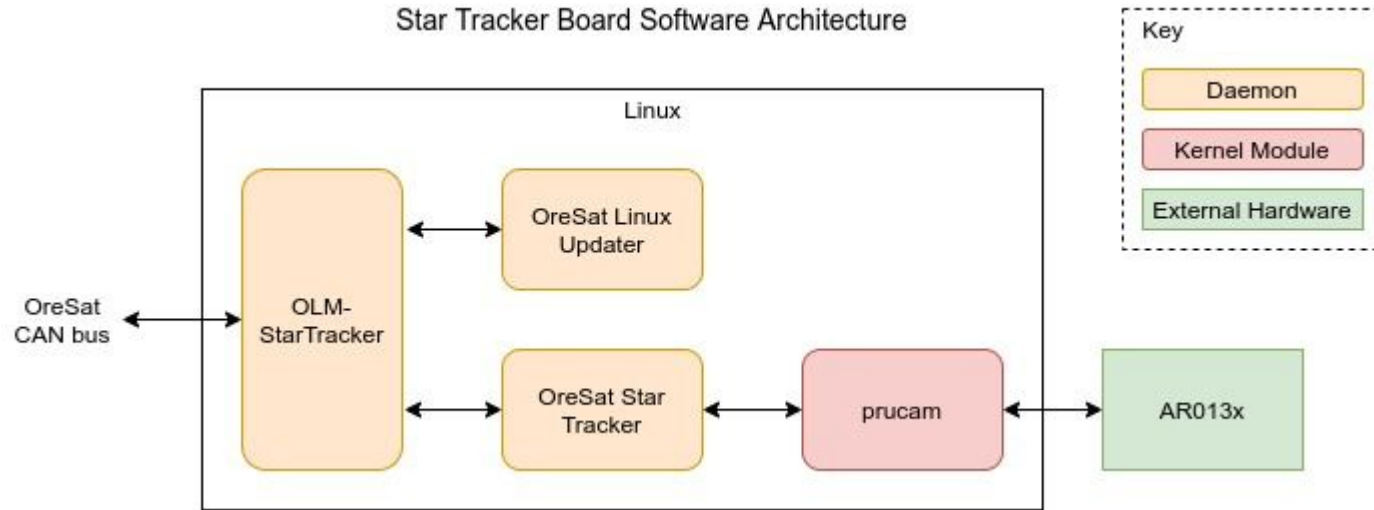 Star Tracker Board Software Architecture
Key
Daemon
Kernel Module
External Hardware
Linux
OreSat Linux
Updater
OreSat
CAN bus
OLM-
StarTracker
OreSat Star
Tracker
prucam
AR013x